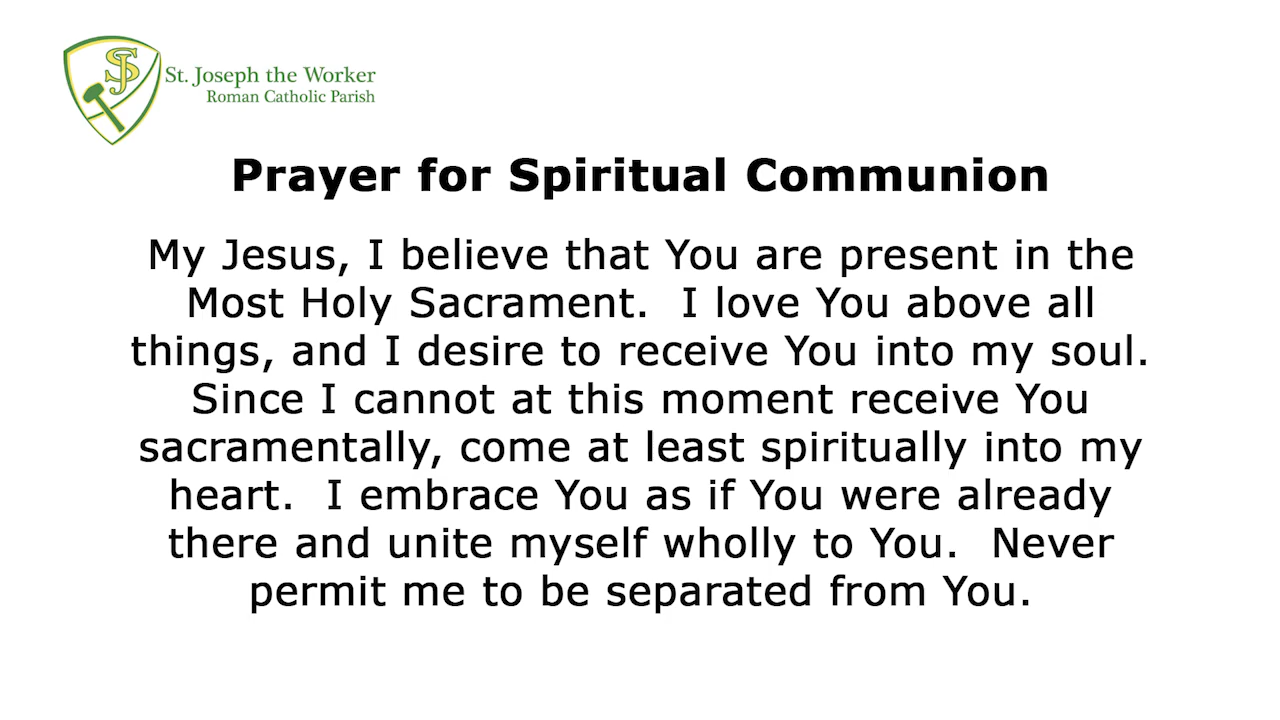 SJ
St. Joseph the Worker
Roman Catholic Parish
Prayer for Spiritual Communion
My Jesus, I believe that You are present in the
Most Holy Sacrament.  I love You above all
things, and I desire to receive You into my soul.
Since I cannot at this moment receive You
sacramentally, come at least spiritually into my
heart.  I embrace You as if You were already
there and unite myself wholly to You.  Never
permit me to be separated from You.